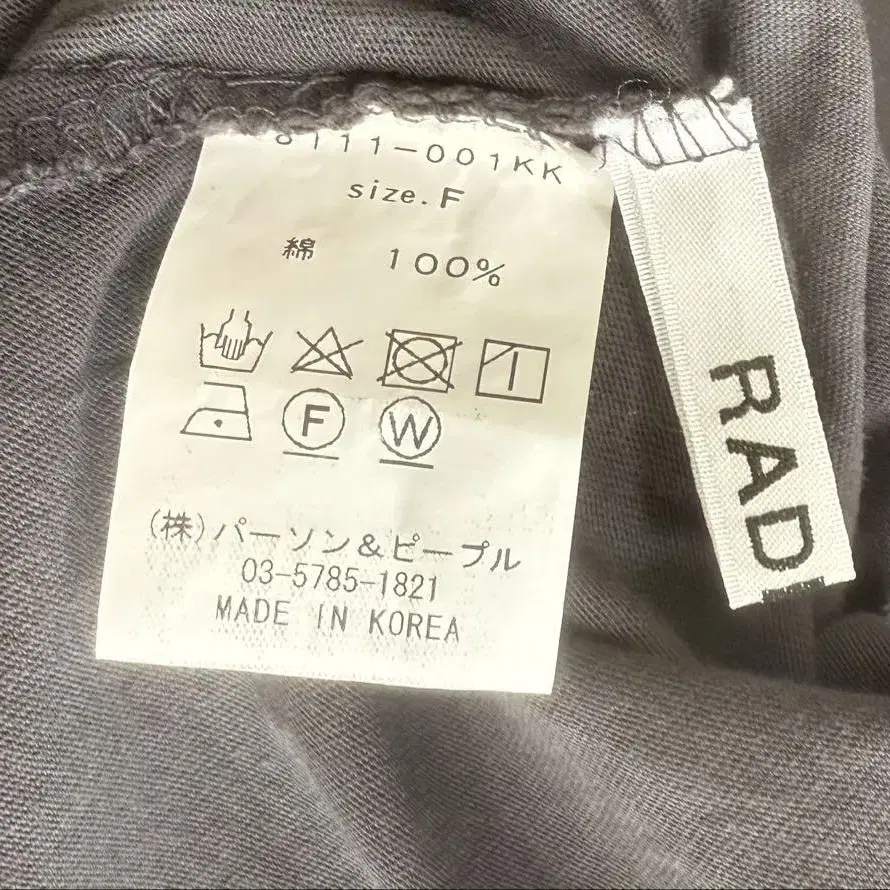 8111-001KK
size.F
綿 100%
F W
(株)パーソン&ピープル
03-5785-1821
MADE IN KOREA
RAD